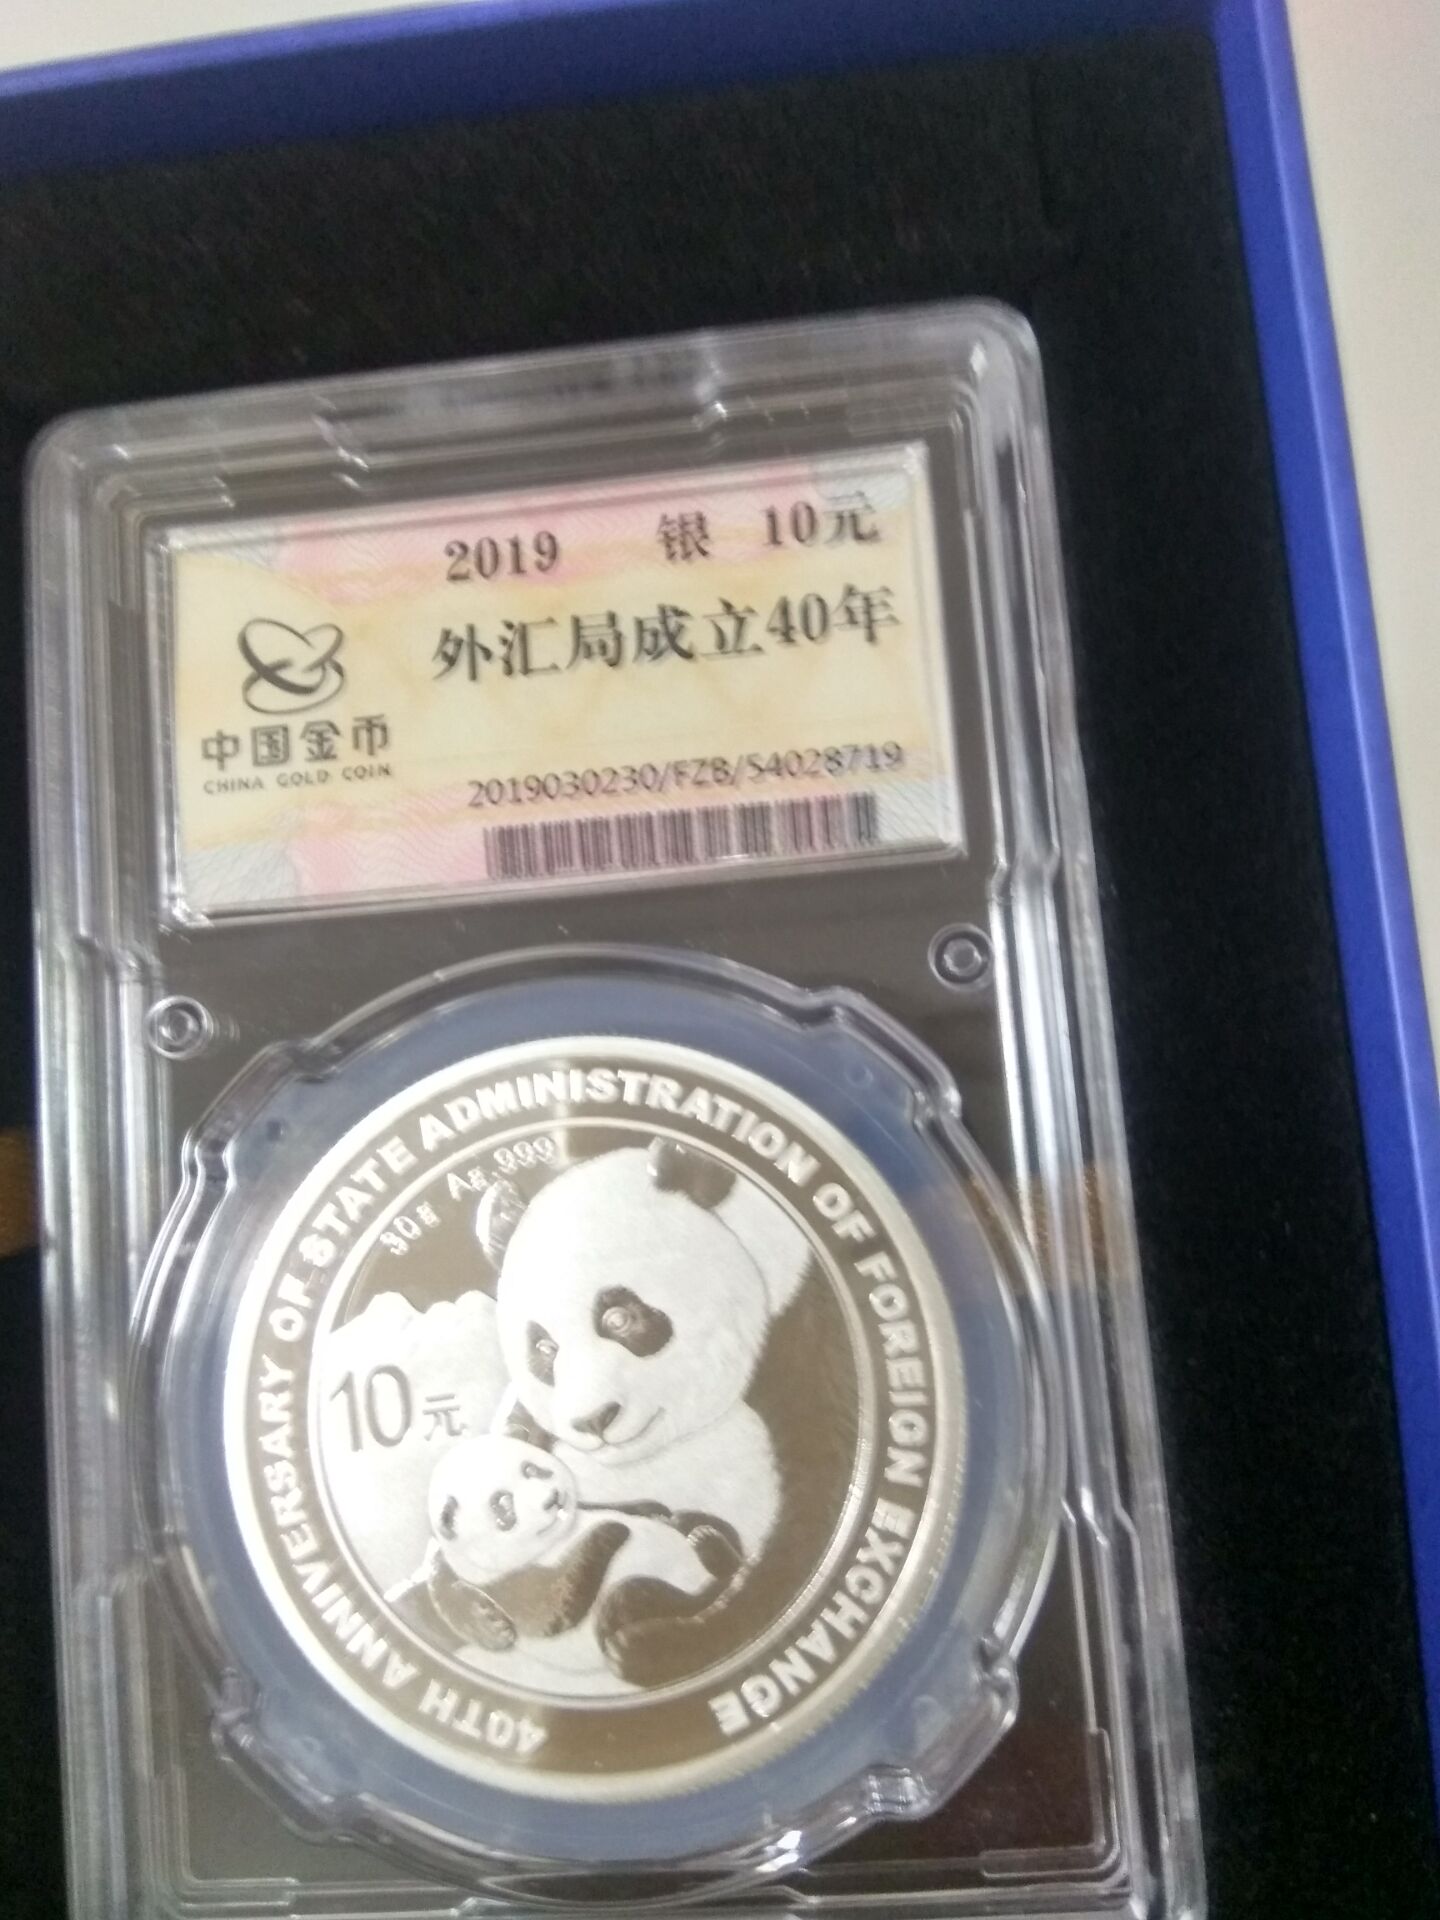 2019 银 10元
外汇局成立40年
中国金币
CHINA GOLD COIN
2019030230/FZB/54028719
40TH ANNIVERSARY OF STATE ADMINISTRATION OF FOREIGN EXCHANGE
30g Ag.999
10元